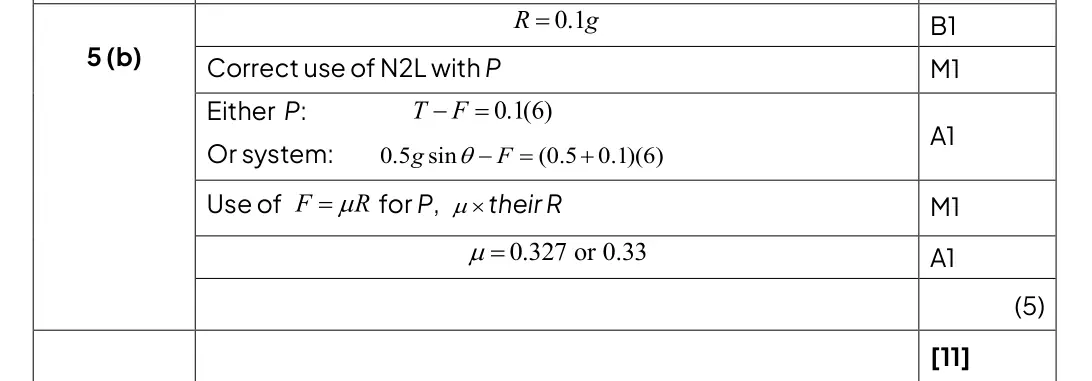 R = 0.1g
B1
5 (b)
Correct use of N2L with P
M1
Either P: T − F = 0.1(6)
Or system: 0.5g sin θ − F = (0.5 + 0.1)(6)
A1
Use of F = μR for P, μ × their R
M1
μ = 0.327 or 0.33
A1
(5)
[11]